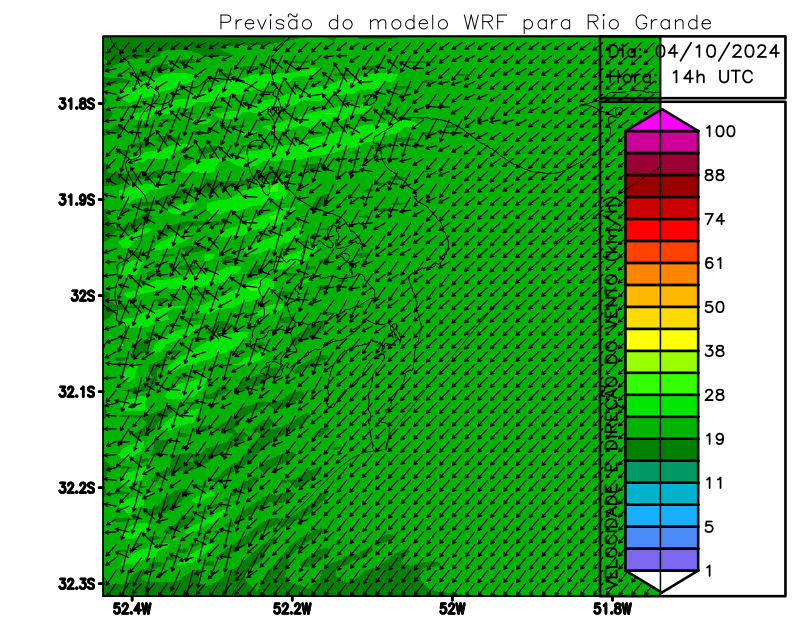 Previsão do modelo WRF para Rio Grande
Dia: 04/10/2024
Hora: 14h UTC
31.8S
31.9S
32S
32.1S
32.2S
32.3S
52.4W
52.2W
52W
51.8W
VELOCIDADE E DIREÇÃO DO VENTO (km/h)
100
88
74
61
50
38
28
19
11
5
1